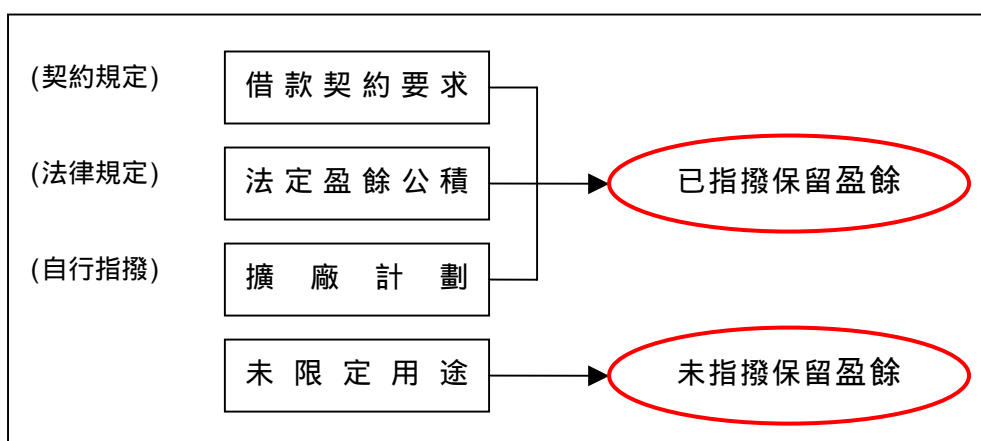 (契約規定) 借款契約要求
(法律規定) 法定盈餘公積 已指撥保留盈餘
(自行指撥) 擴廠計劃
未限定用途 未指撥保留盈餘